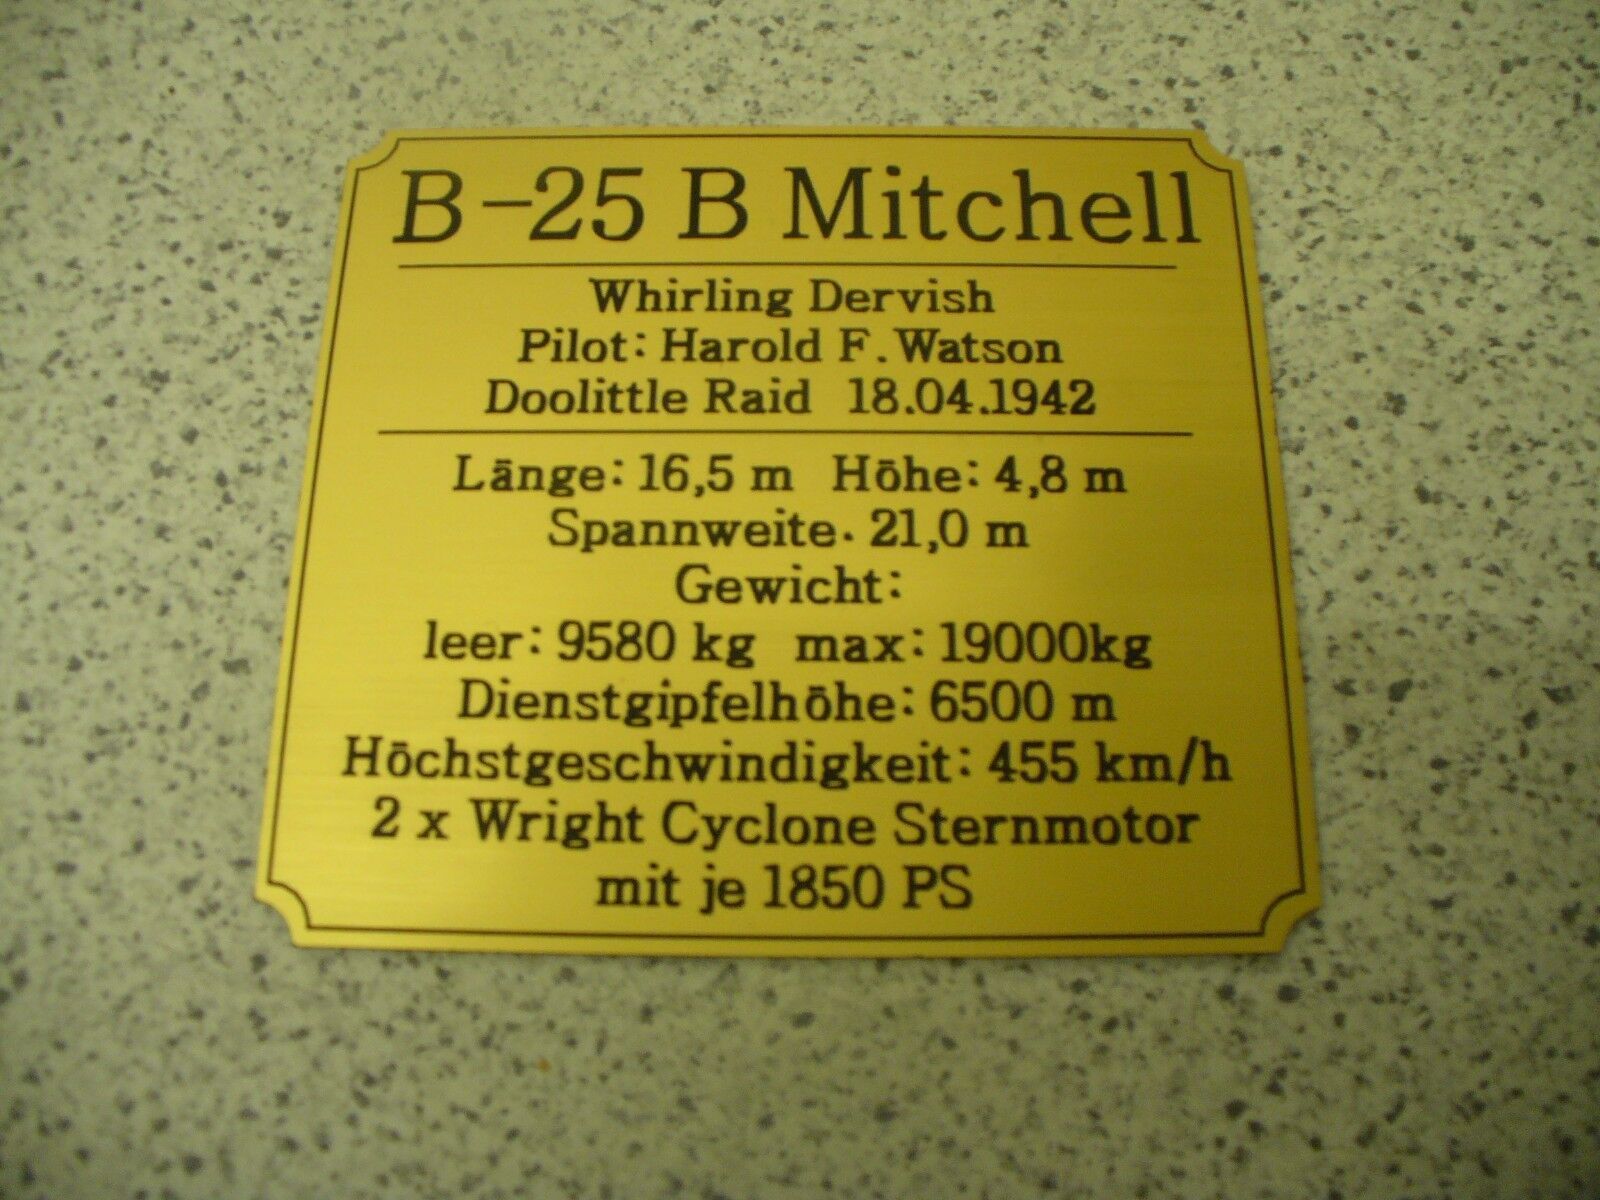 B-25 B Mitchell
Whirling Dervish
Pilot: Harold F. Watson
Doolittle Raid 18.04.1942
Länge: 16,5 m Höhe: 4,8 m
Spannweite. 21,0 m
Gewicht:
leer: 9580 kg max: 19000kg
Dienstgipfelhöhe: 6500 m
Höchstgeschwindigkeit: 455 km/h
2 x Wright Cyclone Sternmotor
mit je 1850 PS